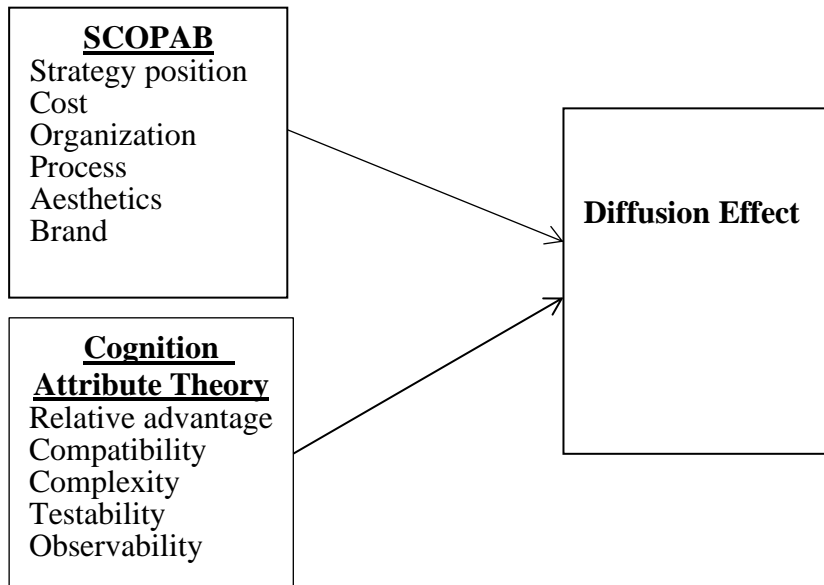 SCOPAB
Strategy position
Cost
Organization
Process
Aesthetics
Brand
Diffusion Effect
Cognition
Attribute Theory
Relative advantage
Compatibility
Complexity
Testability
Observability